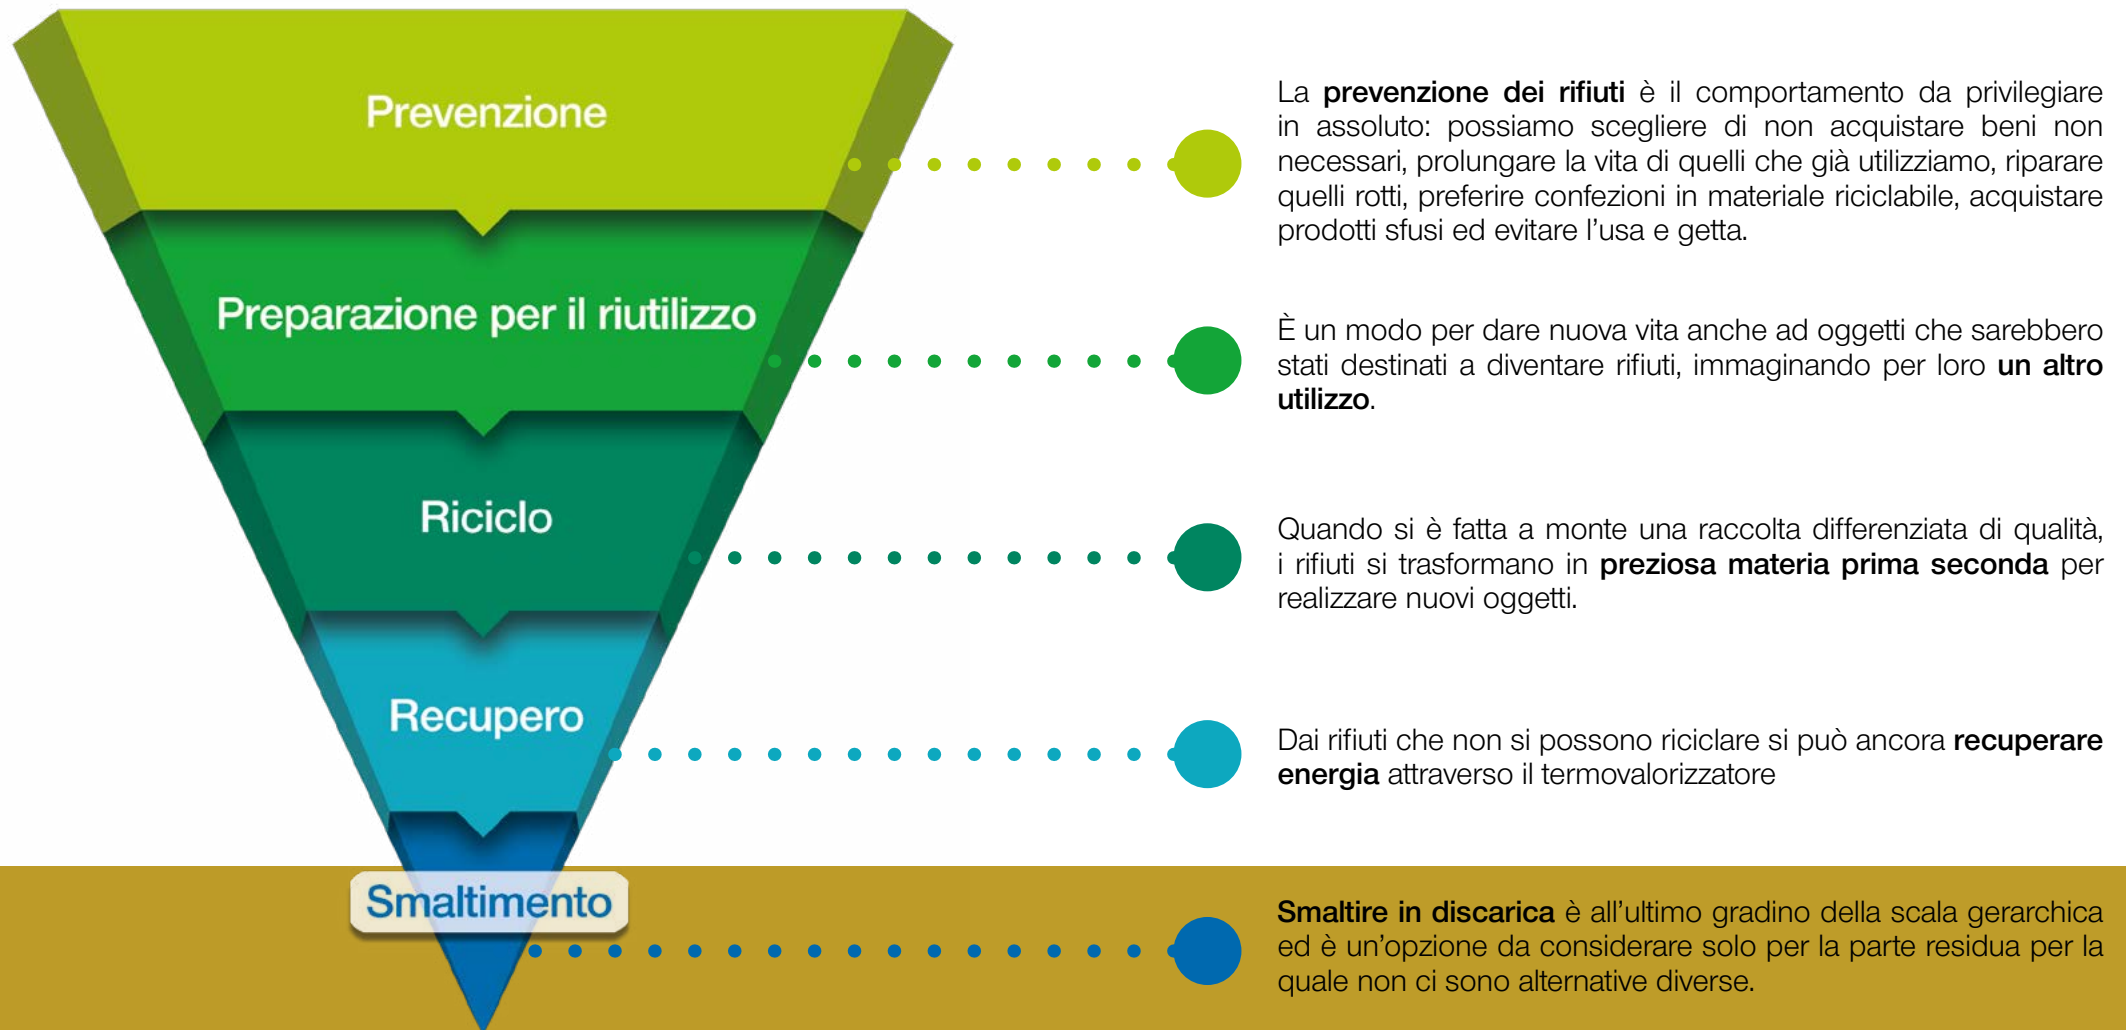 Prevenzione
La prevenzione dei rifiuti è il comportamento da privilegiare
in assoluto: possiamo scegliere di non acquistare beni non
necessari, prolungare la vita di quelli che già utilizziamo, riparare
quelli rotti, preferire confezioni in materiale riciclabile, acquistare
prodotti sfusi ed evitare l'usa e getta.
Preparazione per il riutilizzo
È un modo per dare nuova vita anche ad oggetti che sarebbero
stati destinati a diventare rifiuti, immaginando per loro un altro
utilizzo.
Riciclo
Quando si è fatta a monte una raccolta differenziata di qualità,
i rifiuti si trasformano in preziosa materia prima seconda per
realizzare nuovi oggetti.
Recupero
Dai rifiuti che non si possono riciclare si può ancora recuperare
energia attraverso il termovalorizzatore
Smaltimento
Smaltire in discarica è all'ultimo gradino della scala gerarchica
ed è un'opzione da considerare solo per la parte residua per la
quale non ci sono alternative diverse.